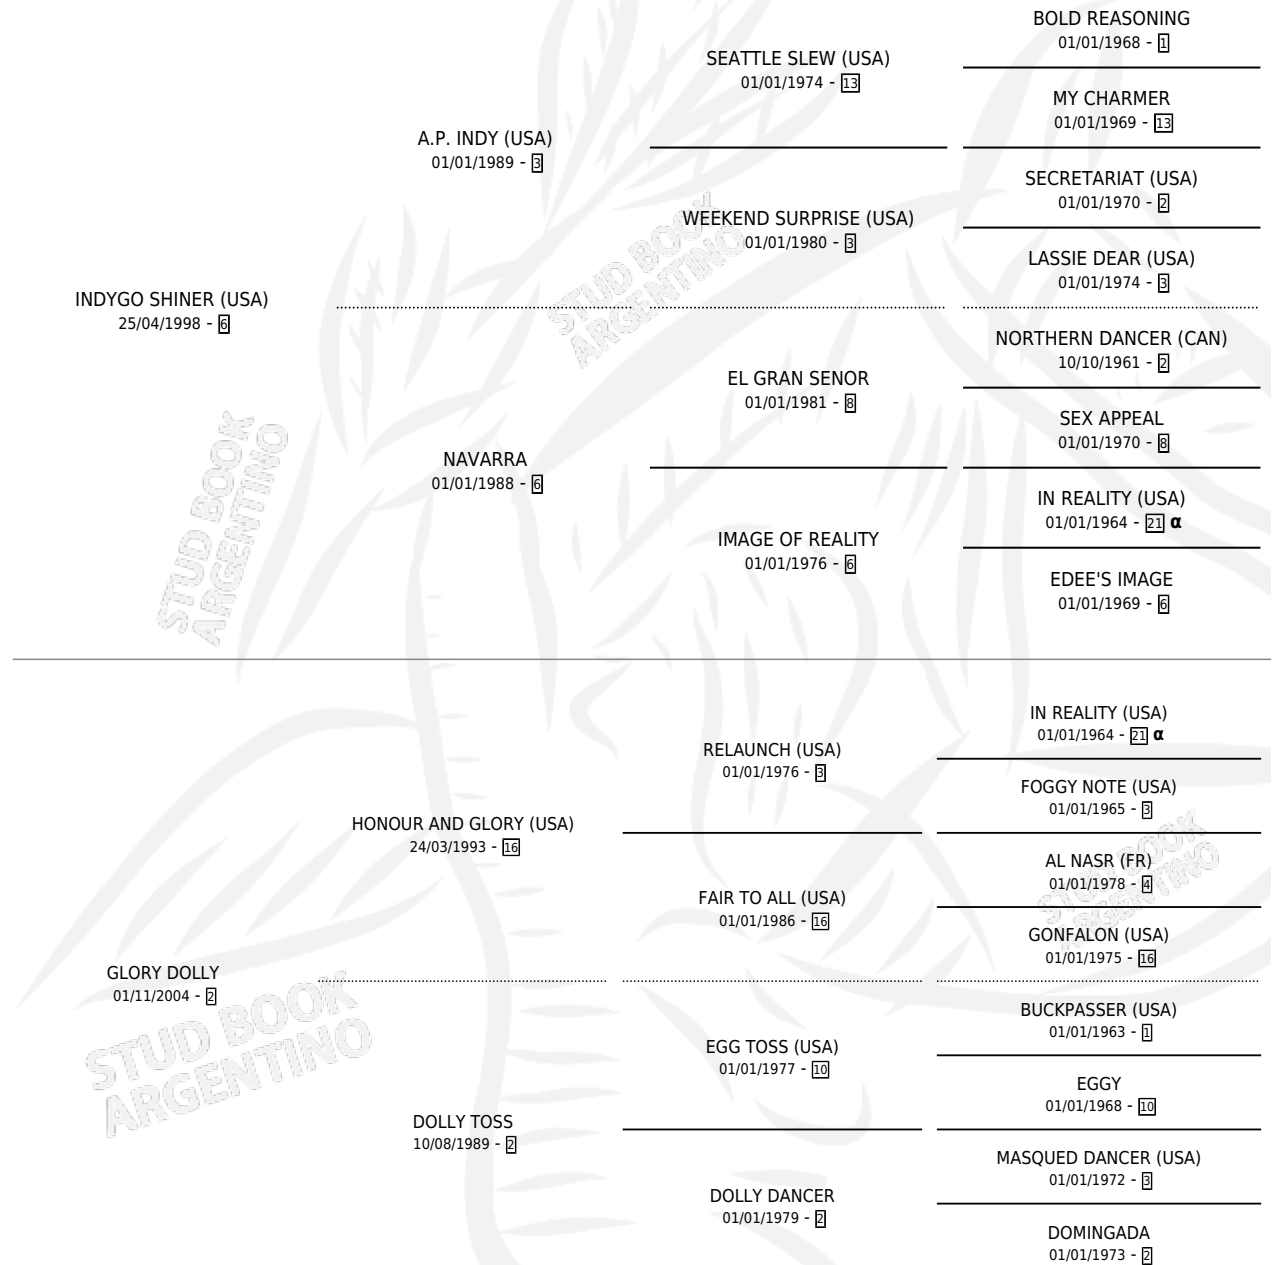 BOLD REASONING
01/01/1968 - 1
SEATTLE SLEW (USA)
01/01/1974 - 13
MY CHARMER
01/01/1969 - 13
A.P. INDY (USA)
01/01/1989 - 3
SECRETARIAT (USA)
01/01/1970 - 2
WEEKEND SURPRISE (USA)
01/01/1980 - 3
LASSIE DEAR (USA)
01/01/1974 - 3
INDYGO SHINER (USA)
25/04/1998 - 6
NORTHERN DANCER (CAN)
10/10/1961 - 2
EL GRAN SENOR
01/01/1981 - 8
SEX APPEAL
01/01/1970 - 8
NAVARRA
01/01/1988 - 6
IN REALITY (USA)
01/01/1964 - 21 α
IMAGE OF REALITY
01/01/1976 - 6
EDEE'S IMAGE
01/01/1969 - 6
IN REALITY (USA)
01/01/1964 - 21 α
RELAUNCH (USA)
01/01/1976 - 3
FOGGY NOTE (USA)
01/01/1965 - 3
HONOUR AND GLORY (USA)
24/03/1993 - 16
AL NASR (FR)
01/01/1978 - 4
FAIR TO ALL (USA)
01/01/1986 - 16
GONFALON (USA)
01/01/1975 - 16
GLORY DOLLY
01/11/2004 - 2
BUCKPASSER (USA)
01/01/1963 - 1
EGG TOSS (USA)
01/01/1977 - 10
EGGY
01/01/1968 - 10
DOLLY TOSS
10/08/1989 - 2
MASQUED DANCER (USA)
01/01/1972 - 3
DOLLY DANCER
01/01/1979 - 2
DOMINGADA
01/01/1973 - 2
STUD BOOK
ARGENTINO
STUD BOOK
ARGENTINO
STUD BOOK
ARGENTINO
STUD BOOK
ARGENTINO